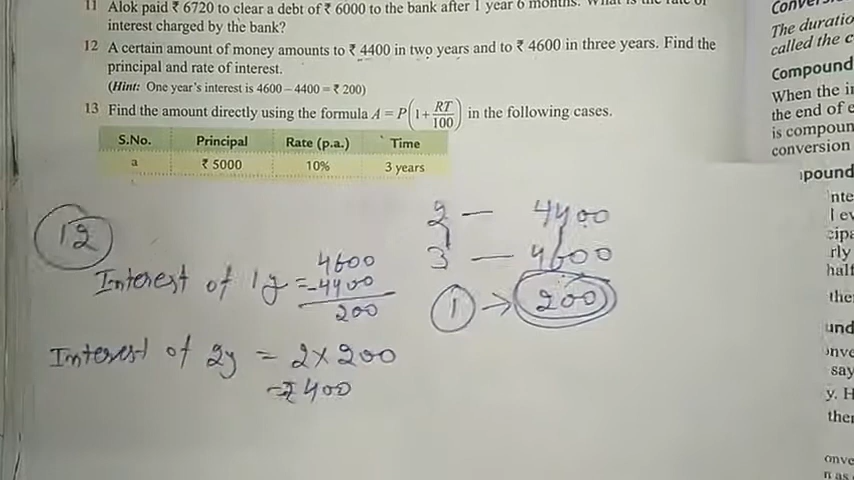 11 Alok paid ₹ 6720 to clear a debt of ₹ 6000 to the bank after 1 year 6 months. What is the rate of
interest charged by the bank?
12 A certain amount of money amounts to ₹ 4400 in two years and to ₹ 4600 in three years. Find the
principal and rate of interest.
(Hint: One year's interest is 4600 – 4400 = ₹ 200)
13 Find the amount directly using the formula A = P(1 + RT/100) in the following cases.
S.No. Principal Rate (p.a.) Time
a ₹ 5000 10% 3 years
12
Interest of 1y = 4600
-4400
200
Interest of 2y = 2 × 200
= ₹ 400
2 — 4400
3 — 4600
1 → 200
The duratio
called the c
Compound
When the in
the end of e
is compoun
conversion